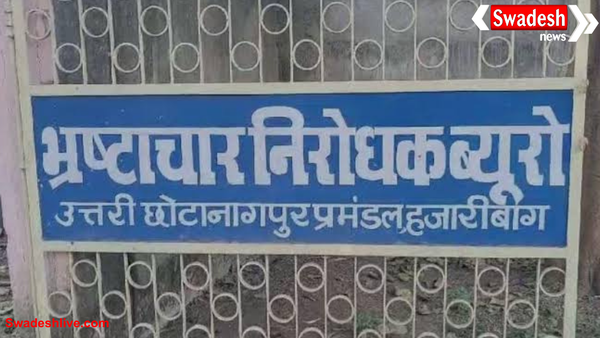 Swadesh
news
भ्रष्टाचार निरोधक ब्यूरो
उत्तरी छोटानागपुर प्रमंडल,हजारीबाग
Swadeshlive.com